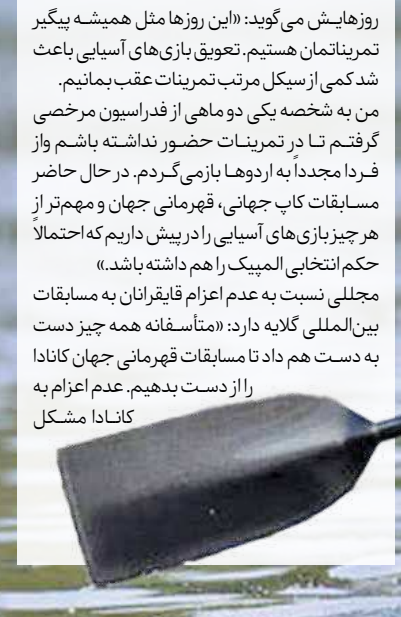 روزهایش می‌گوید: «این روزها مثل همیشه پیگیر
تمریناتمان هستیم. تعویق بازی‌های آسیایی باعث
شد کمی از سیکل مرتب تمرینات عقب بمانیم.
من به شخصه یکی دو ماهی از فدراسیون مرخصی
گرفتم تا در تمرینات حضور نداشته باشم واز
فردا مجدداً به اردوها بازمی‌گردم. در حال حاضر
مسابقات کاپ جهانی، قهرمانی جهان و مهم‌تر از
هر چیز بازی‌های آسیایی را در پیش داریم که احتمالاً
حکم انتخابی المپیک را هم داشته باشد.»
مجللی نسبت به عدم اعزام قایقرانان به مسابقات
بین‌المللی گلایه دارد: «متأسفانه همه چیز دست
به دست هم داد تا مسابقات قهرمانی جهان کانادا
را از دست بدهیم. عدم اعزام به
کانادا مشکل